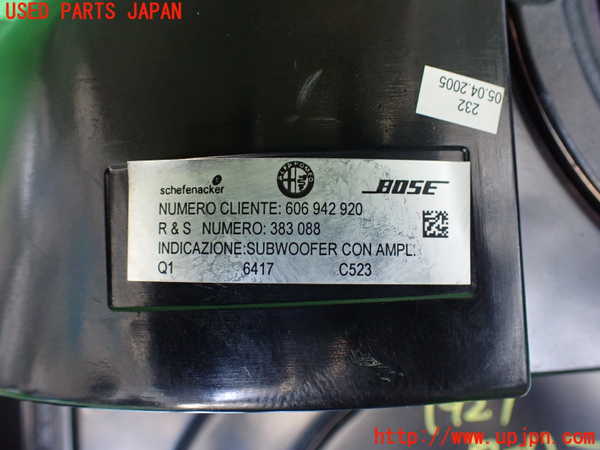 USED PARTS JAPAN
232
05.04.2005
schefenacker
BOSE
NUMERO CLIENTE: 606 942 920
R & S NUMERO: 383 088
INDICAZIONE:SUBWOOFER CON AMPL.
Q1 6417 C523
1421
http://www.upjpn.com/